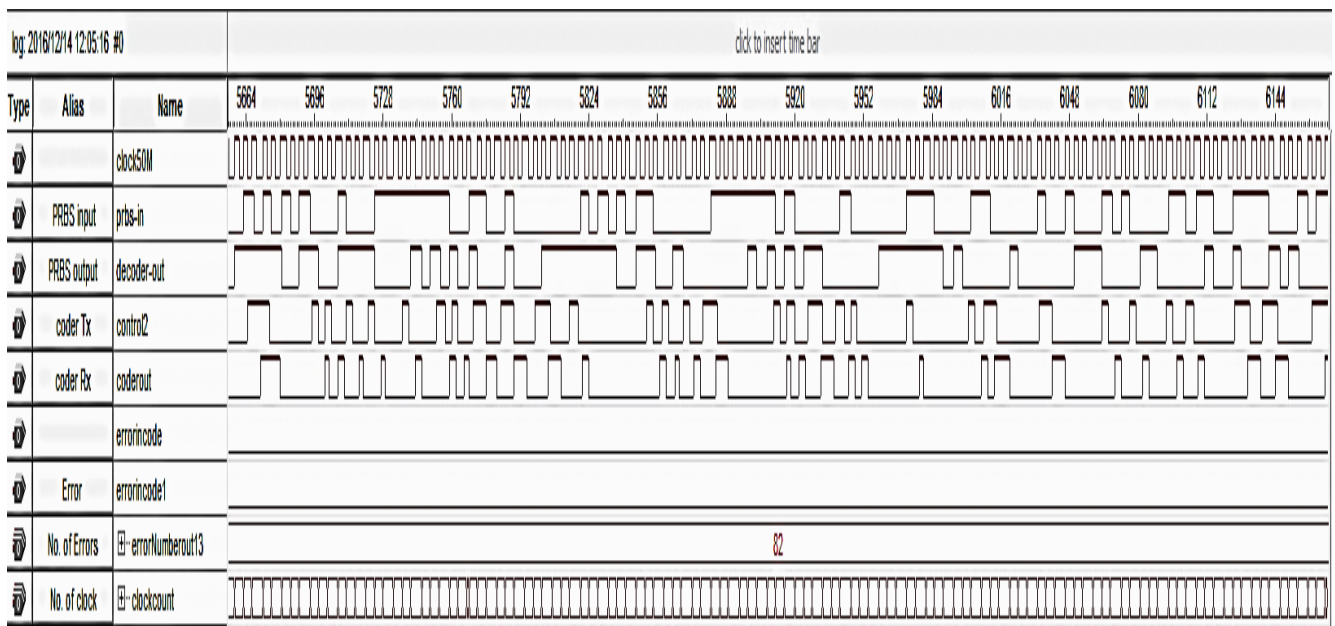 log: 2016/12/14 12:05:16 #0
click to insert time bar
Type Alias Name 5664 5696 5728 5760 5792 5824 5856 5888 5920 5952 5984 6016 6048 6080 6112 6144
clock50M
PRBS input prbs-in
PRBS output decoder-out
coder Tx control2
coder Rx coderout
errorincode
Error errorincode1
No. of Errors errorNumberout13 82
No. of clock clockcount